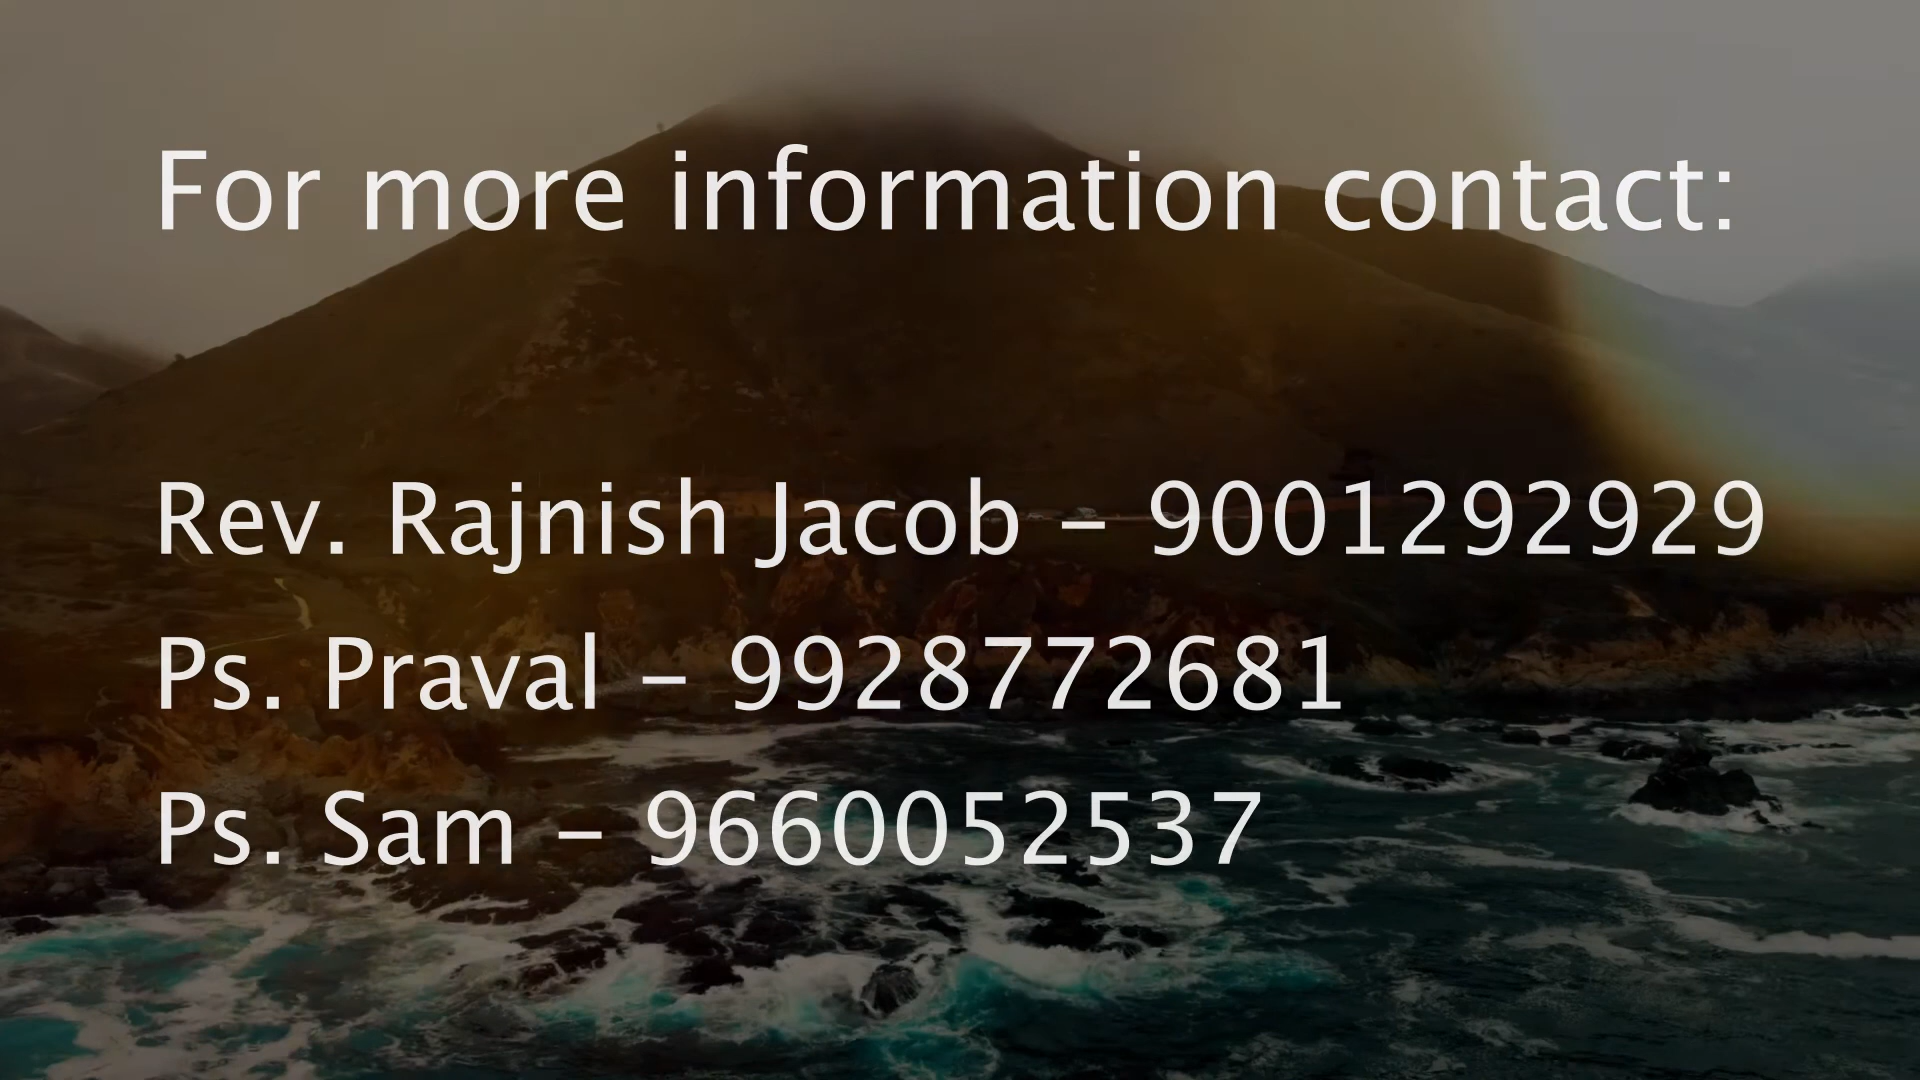 For more information contact:
Rev. Rajnish Jacob – 9001292929
Ps. Praval – 9928772681
Ps. Sam – 9660052537